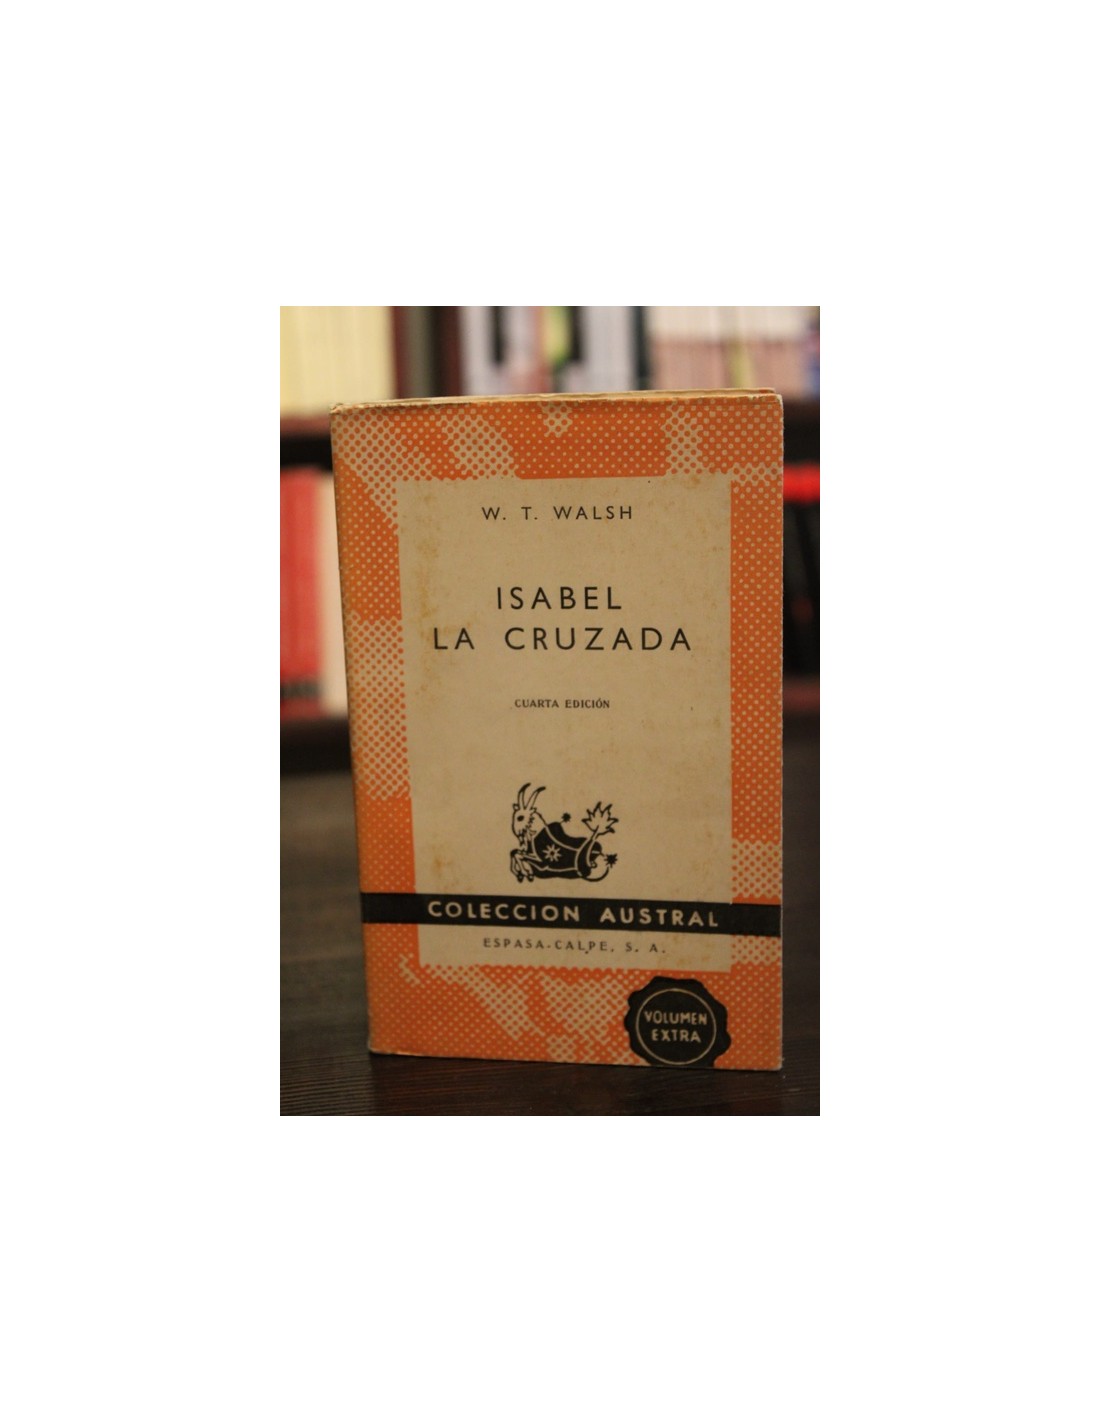 W. T. WALSH
ISABEL
LA CRUZADA
CUARTA EDICIÓN
COLECCION AUSTRAL
ESPASA-CALPE, S. A.
VOLUMEN
EXTRA